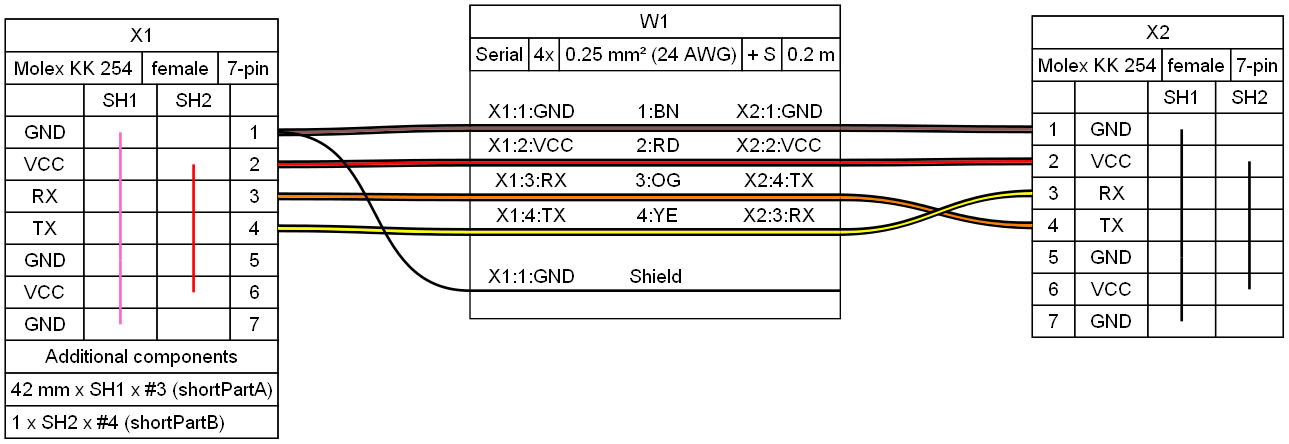 X1
Molex KK 254 female 7-pin
SH1 SH2
GND 1
VCC 2
RX 3
TX 4
GND 5
VCC 6
GND 7
Additional components
42 mm x SH1 x #3 (shortPartA)
1 x SH2 x #4 (shortPartB)
W1
Serial 4x 0.25 mm² (24 AWG) + S 0.2 m
X1:1:GND 1:BN X2:1:GND
X1:2:VCC 2:RD X2:2:VCC
X1:3:RX 3:OG X2:4:TX
X1:4:TX 4:YE X2:3:RX
X1:1:GND Shield
X2
Molex KK 254 female 7-pin
SH1 SH2
1 GND
2 VCC
3 RX
4 TX
5 GND
6 VCC
7 GND